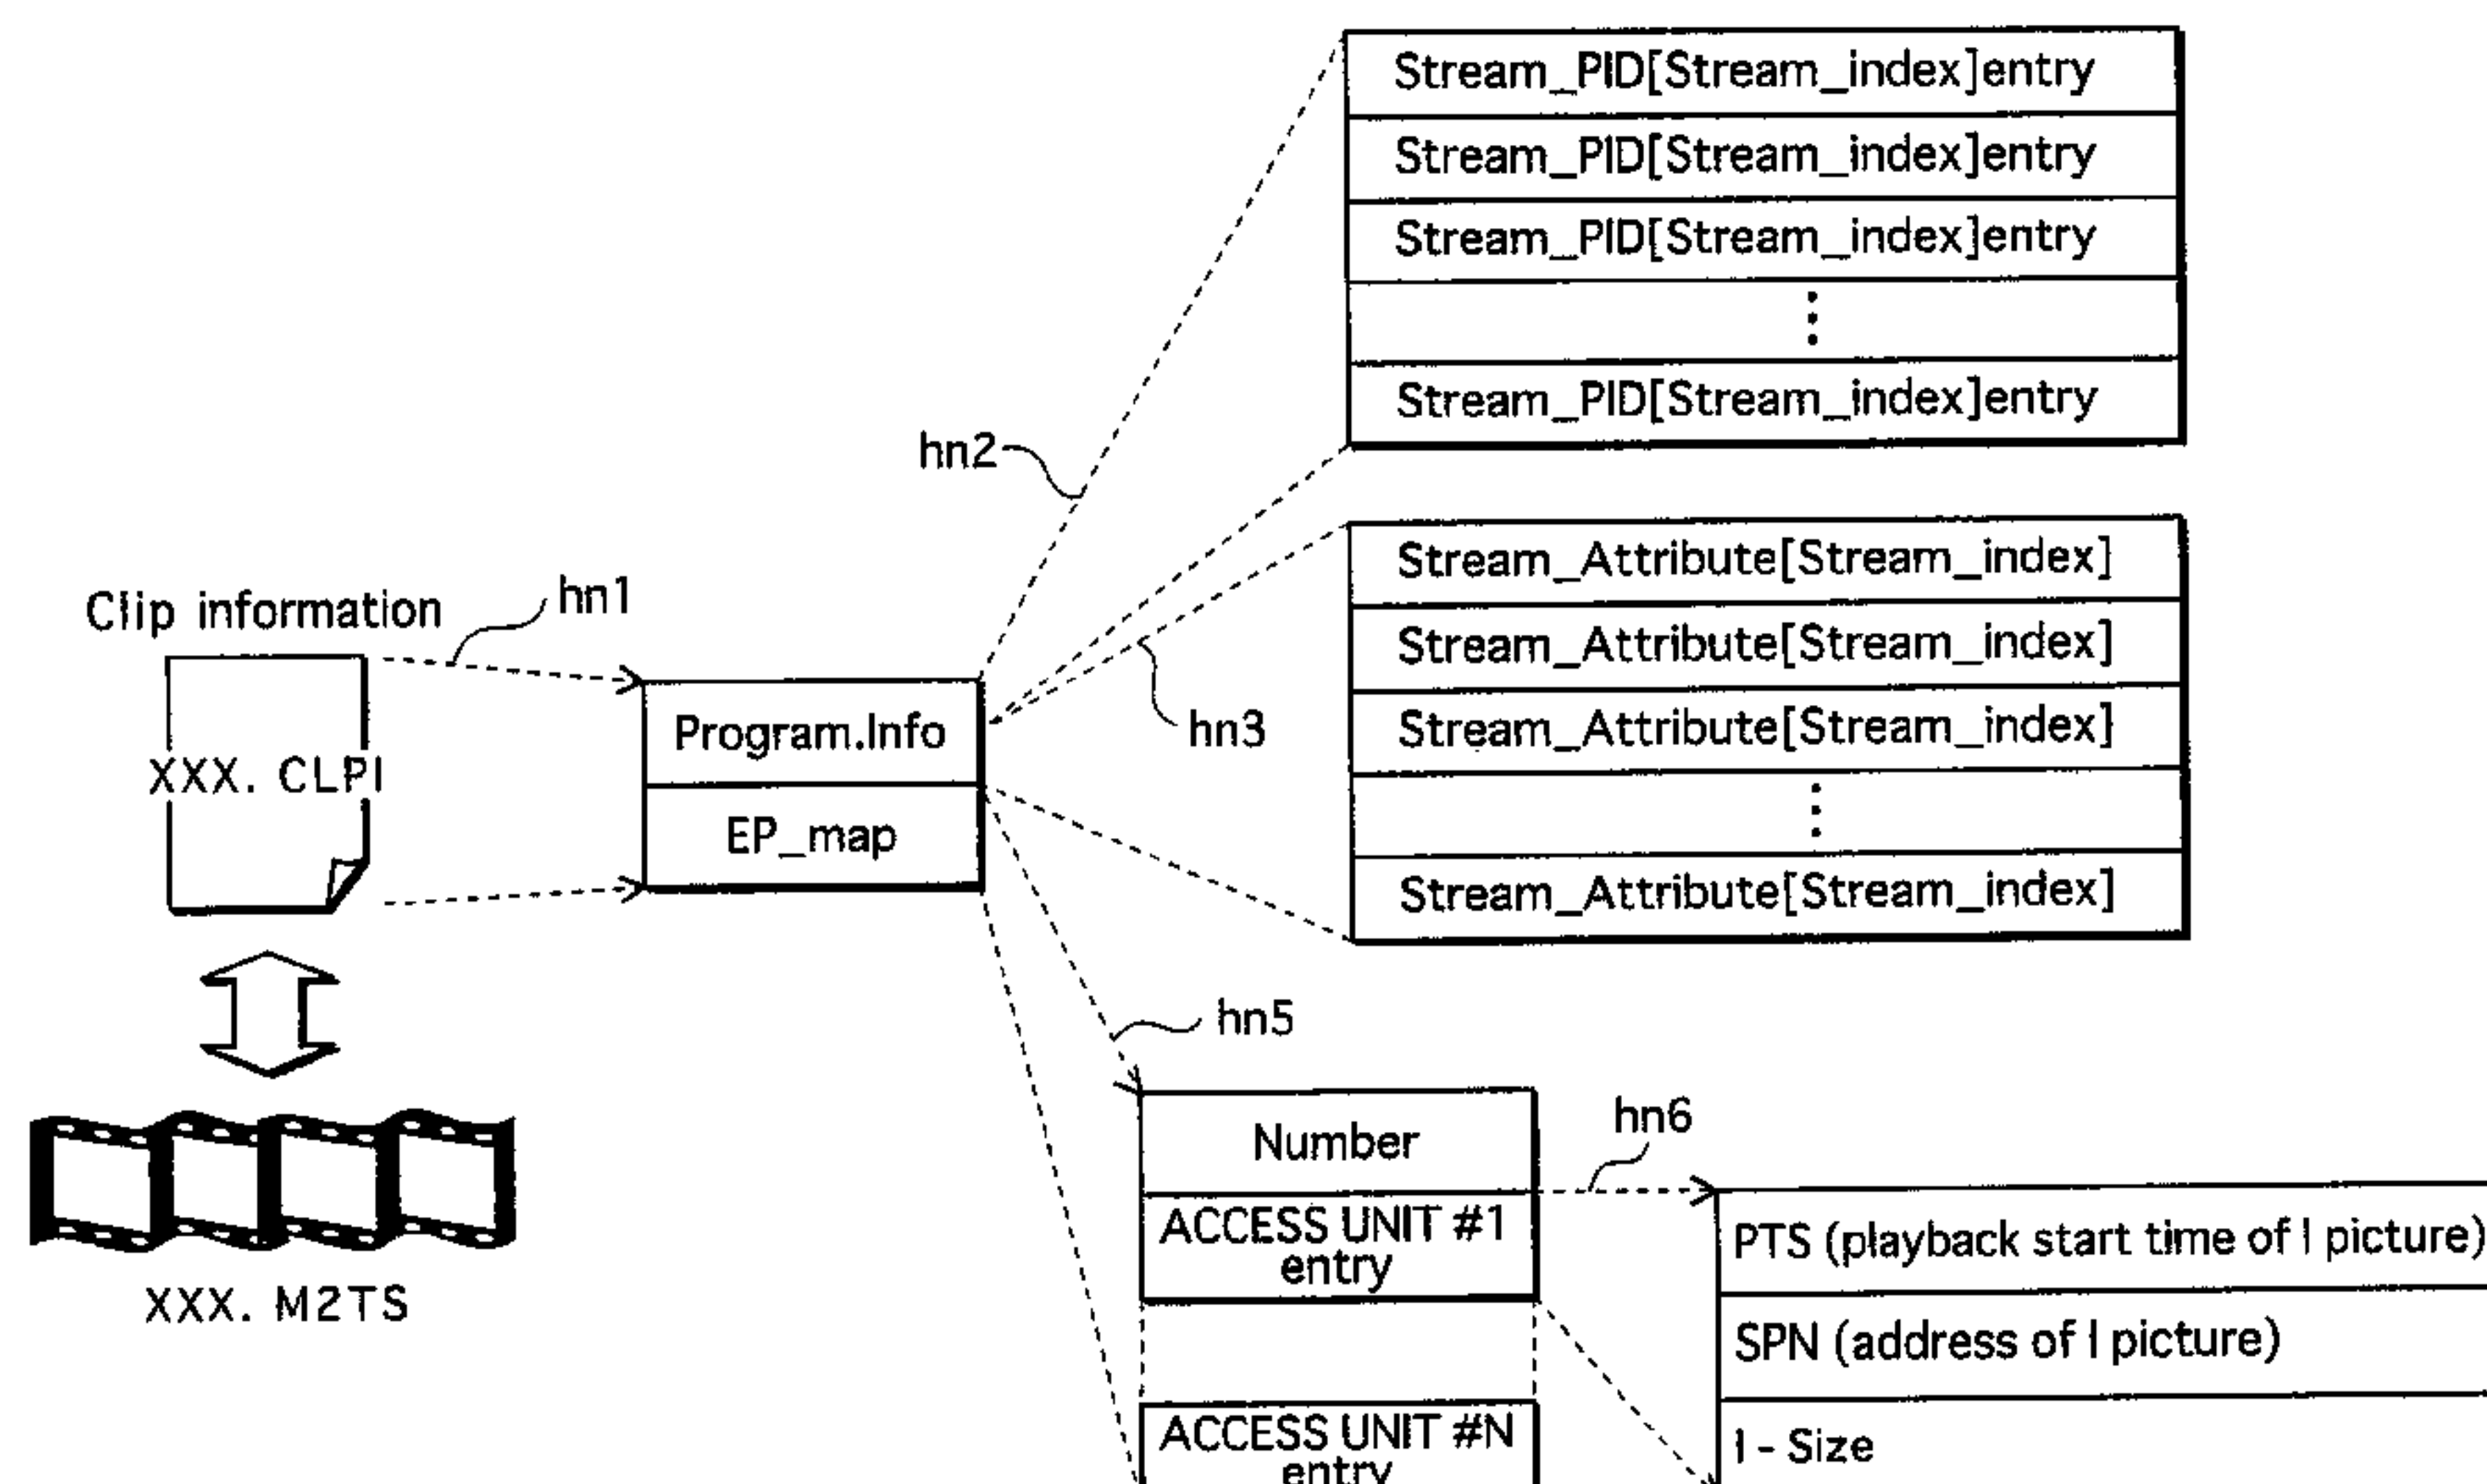 Stream_PID[Stream_index]entry
Stream_PID[Stream_index]entry
Stream_PID[Stream_index]entry
Stream_PID[Stream_index]entry
hn2
Stream_Attribute[Stream_index]
Stream_Attribute[Stream_index]
Stream_Attribute[Stream_index]
Stream_Attribute[Stream_index]
hn3
Clip information
hn1
XXX. CLPI
Program.Info
EP_map
hn5
XXX. M2TS
Number
ACCESS UNIT #1
entry
ACCESS UNIT #N
entry
hn6
PTS (playback start time of I picture)
SPN (address of I picture)
I - Size